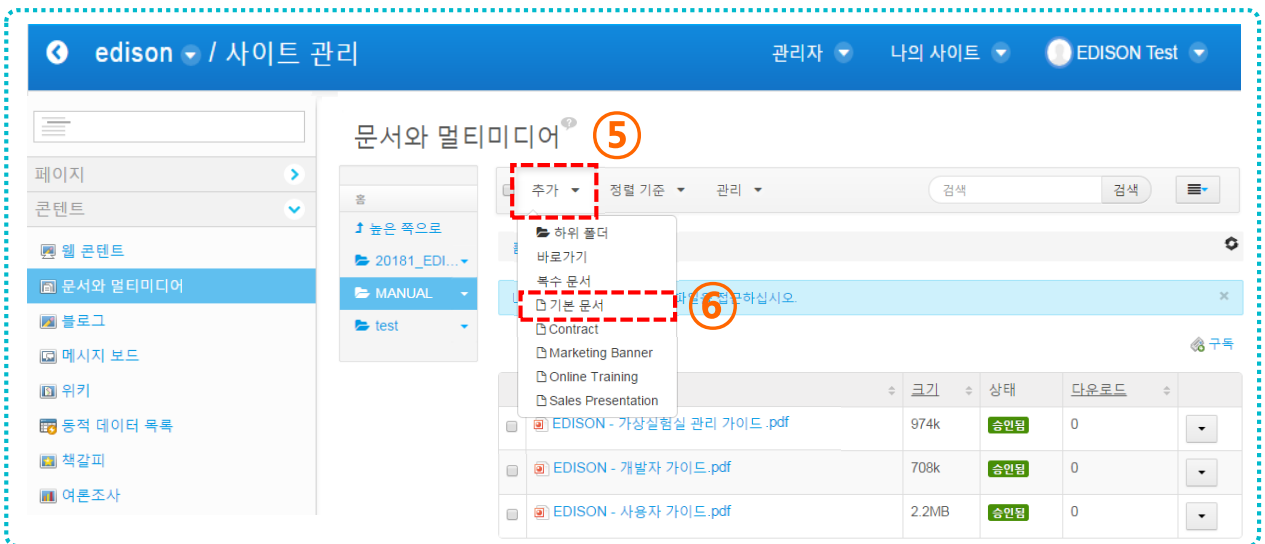 edison / 사이트 관리
관리자 나의 사이트 EDISON Test
문서와 멀티미디어 ?
⑤
페이지
콘텐트
웹 콘텐트
문서와 멀티미디어
블로그
메시지 보드
위키
동적 데이터 목록
책갈피
여론조사
홈
높은 쪽으로
20181_EDI...
MANUAL
test
추가 정렬 기준 관리 검색 검색
하위 폴더
바로가기
복수 문서
기본 문서
⑥
Contract
Marketing Banner
Online Training
Sales Presentation
접근하십시오. ×
구독
크기 상태 다운로드
EDISON - 가상실험실 관리 가이드 .pdf 974k 승인됨 0
EDISON - 개발자 가이드.pdf 708k 승인됨 0
EDISON - 사용자 가이드.pdf 2.2MB 승인됨 0